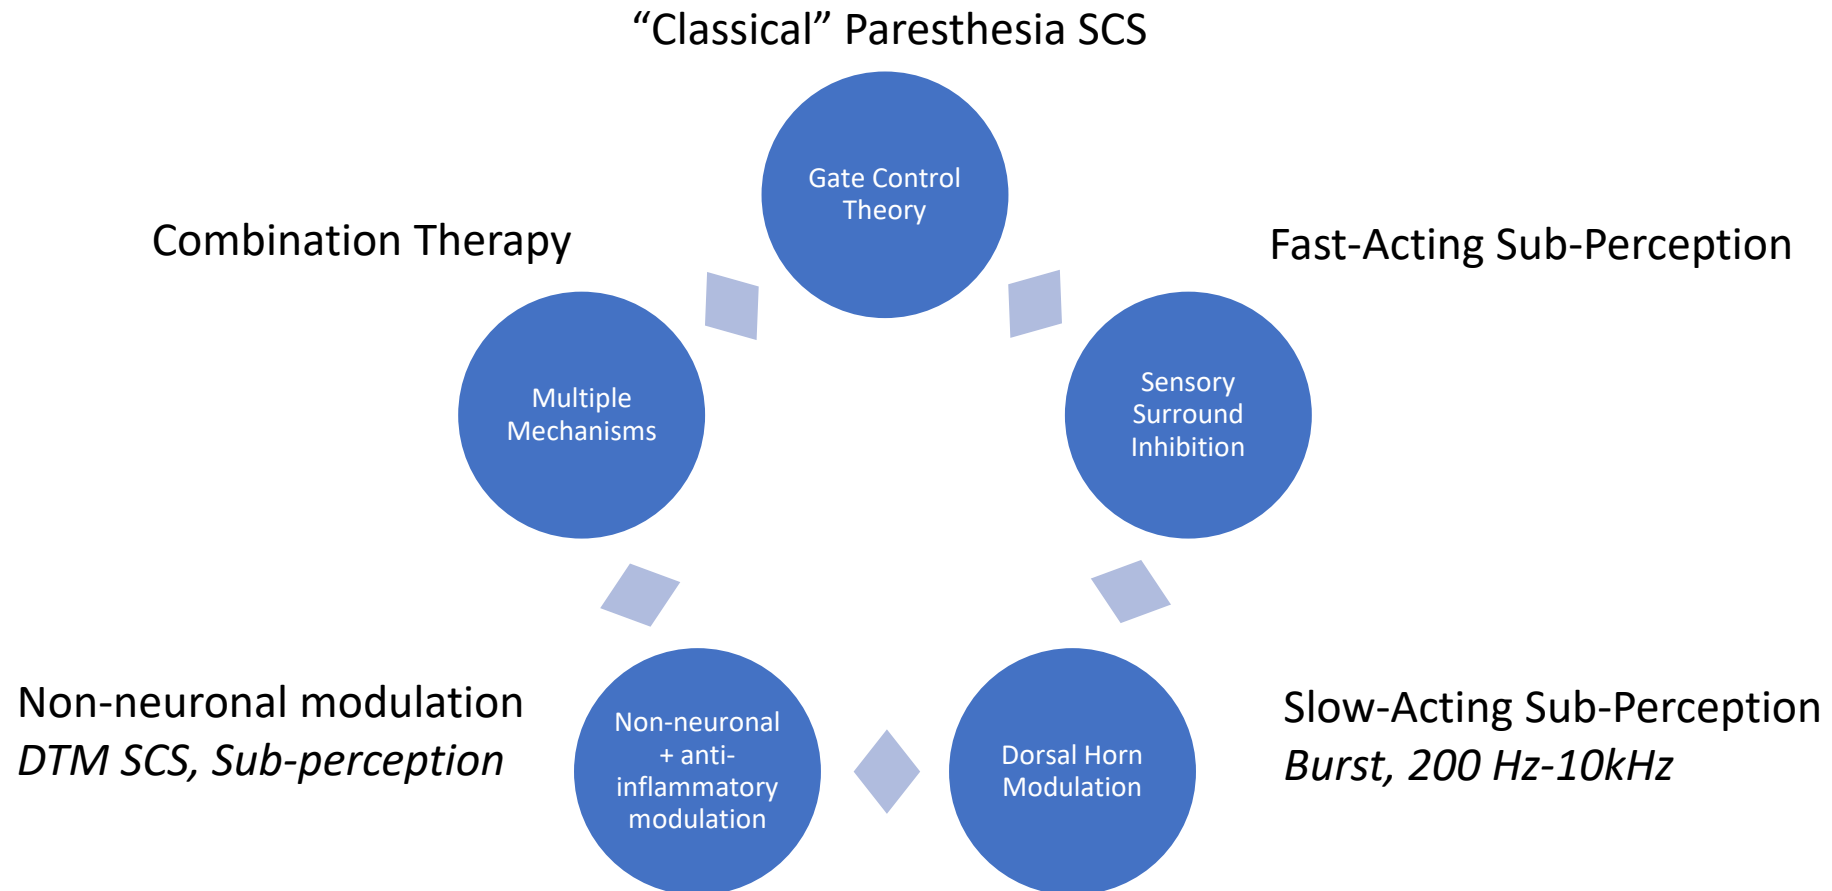 “Classical” Paresthesia SCS
Gate Control
Theory
Combination Therapy
Fast-Acting Sub-Perception
Multiple
Mechanisms
Sensory
Surround
Inhibition
Non-neuronal modulation
DTM SCS, Sub-perception
Non-neuronal
+ anti-
inflammatory
modulation
Dorsal Horn
Modulation
Slow-Acting Sub-Perception
Burst, 200 Hz-10kHz